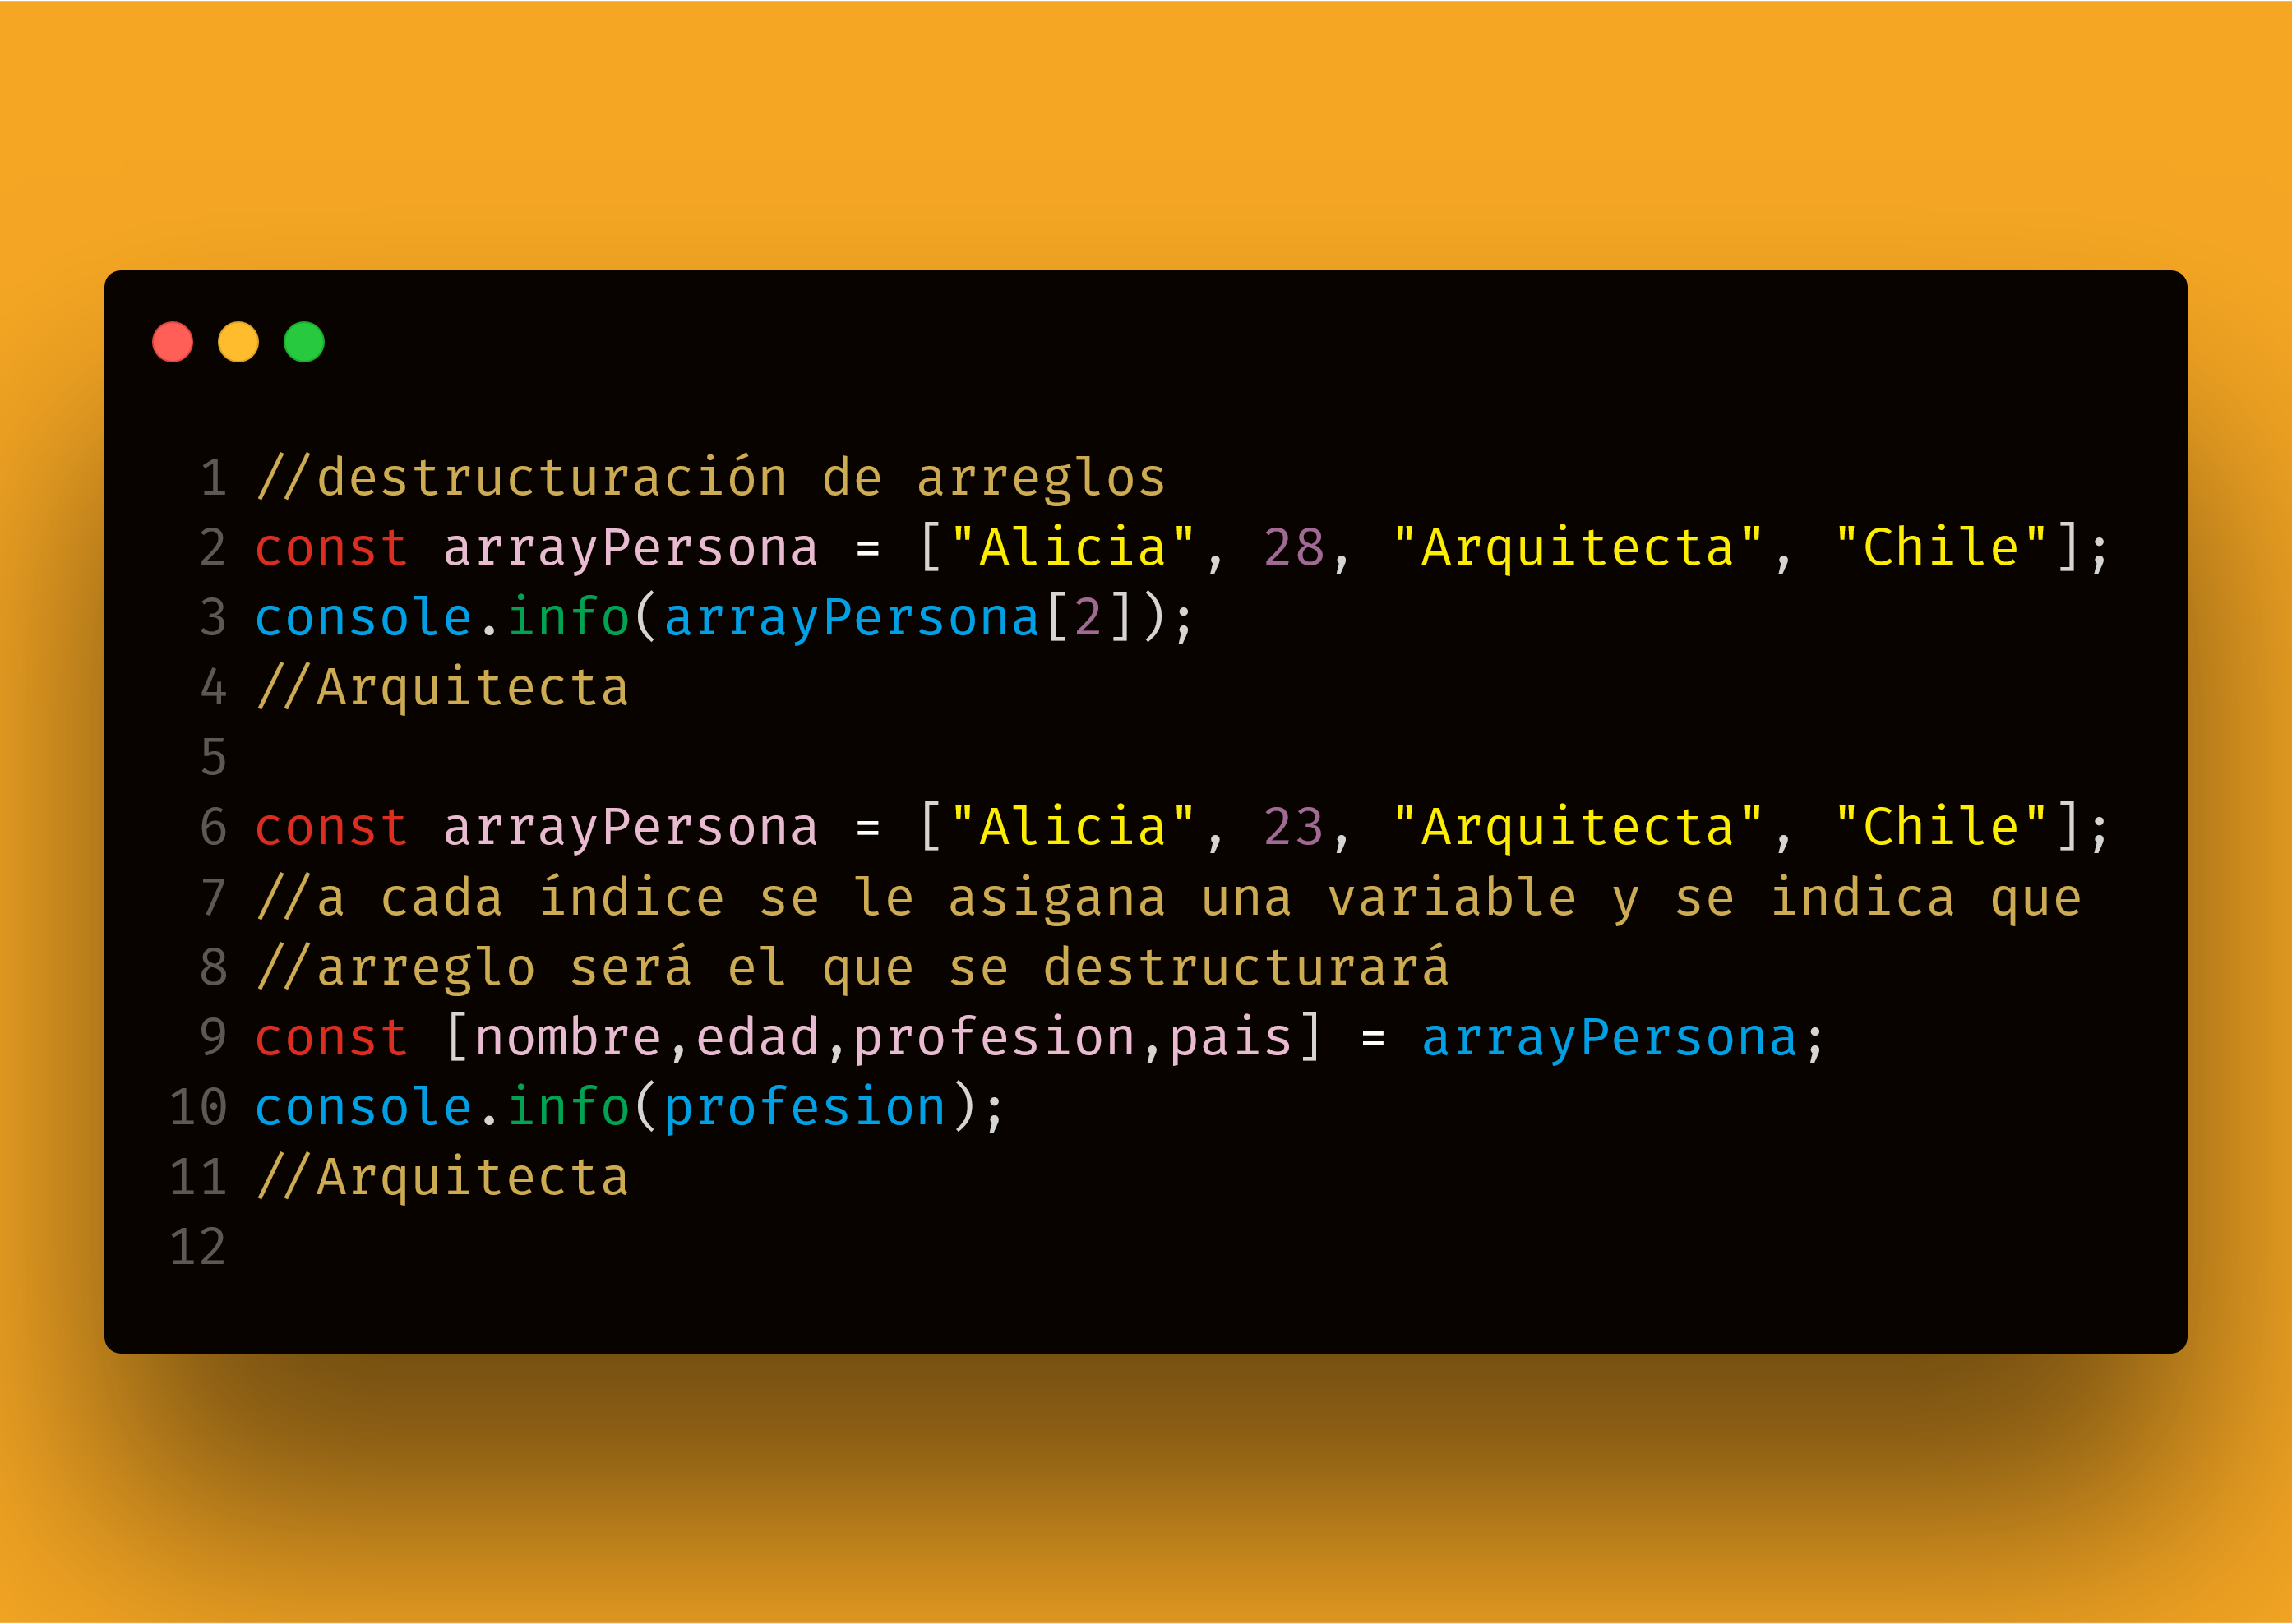 1 //destructuración de arreglos
2 const arrayPersona = ["Alicia", 28, "Arquitecta", "Chile"];
3 console.info(arrayPersona[2]);
4 //Arquitecta
5
6 const arrayPersona = ["Alicia", 23, "Arquitecta", "Chile"];
7 //a cada índice se le asigana una variable y se indica que
8 //arreglo será el que se destructurará
9 const [nombre,edad,profesion,pais] = arrayPersona;
10 console.info(profesion);
11 //Arquitecta
12